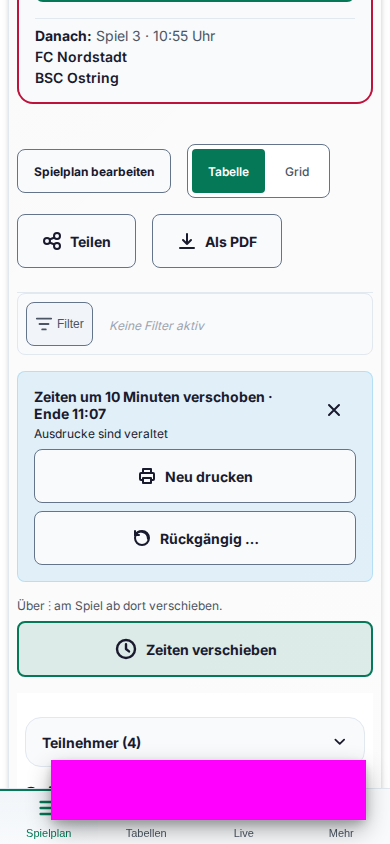 Danach: Spiel 3 · 10:55 Uhr
FC Nordstadt
BSC Ostring
Spielplan bearbeiten
Tabelle
Grid
Teilen
Als PDF
Filter
Keine Filter aktiv
Zeiten um 10 Minuten verschoben ·
Ende 11:07
Ausdrucke sind veraltet
Neu drucken
Rückgängig ...
Über ⋮ am Spiel ab dort verschieben.
Zeiten verschieben
Teilnehmer (4)
Spielplan
Tabellen
Live
Mehr